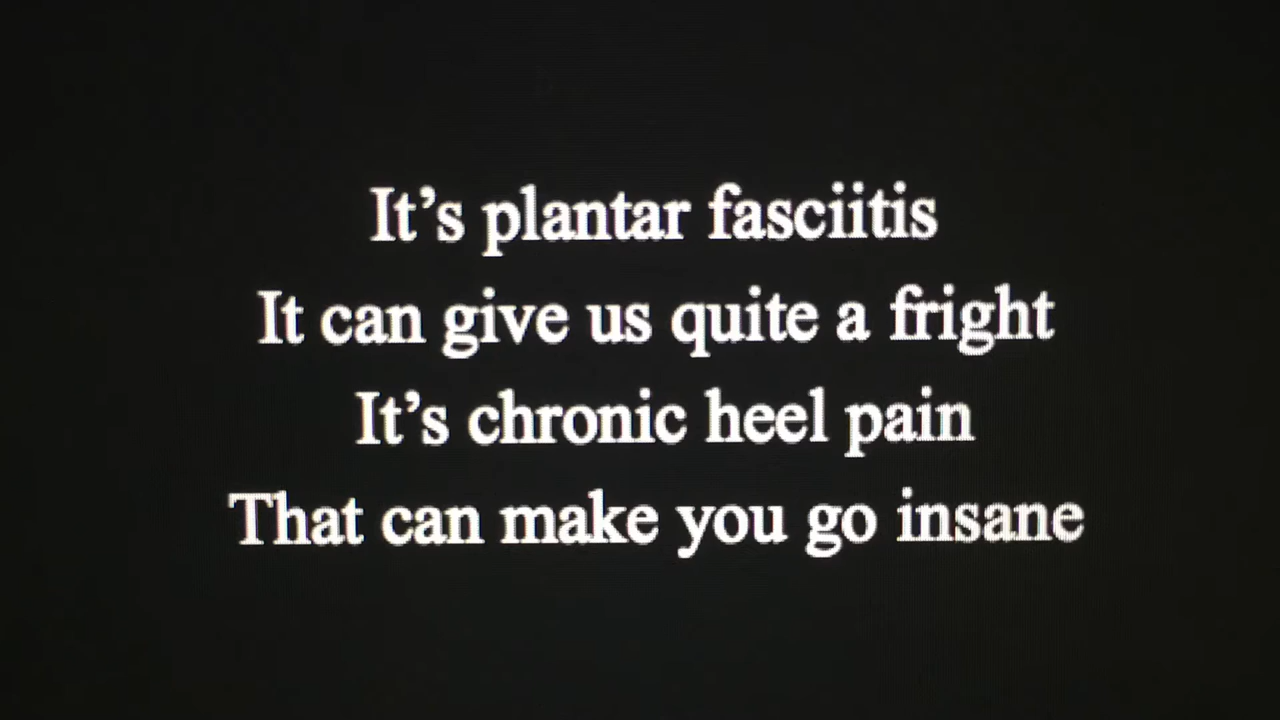 It’s plantar fasciitis
It can give us quite a fright
It’s chronic heel pain
That can make you go insane